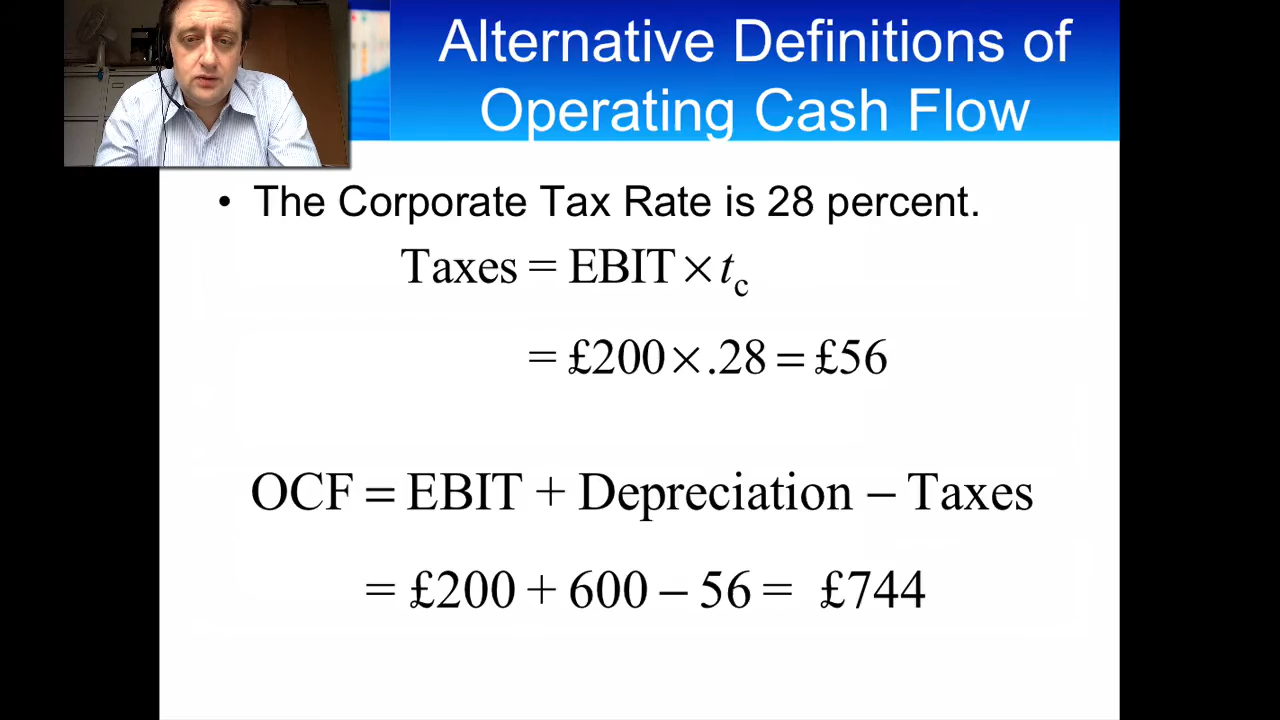 Alternative Definitions of
Operating Cash Flow
• The Corporate Tax Rate is 28 percent.
Taxes = EBIT × t_c
= £200 × .28 = £56
OCF = EBIT + Depreciation – Taxes
= £200 + 600 – 56 = £744